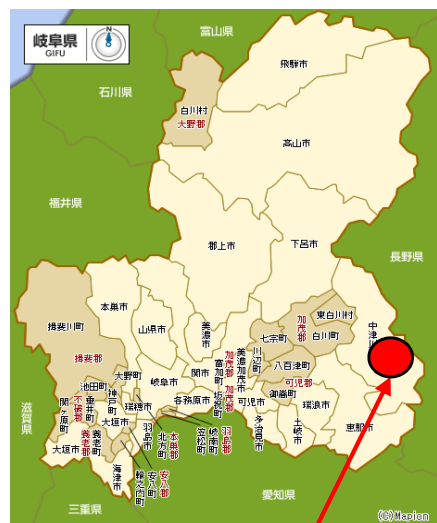 富山県
岐阜県
GIFU
飛騨市
石川県
白川村
大野郡
高山市
福井県
郡上市
下呂市
長野県
本巣市
揖斐川町
山県市
美濃市
加茂郡
東白川村
白川町
七宗町
川辺町
美濃加茂市
加茂郡
富加町
関市
八百津町
揖斐郡
大野町
池田町
岐阜市
可児郡
御嵩町
各務原市
坂祝町
加茂郡
可児市
瑞浪市
神戸町
瑞穂市
垂井町
不破郡
関ヶ原町
滋賀県
大垣市
羽島市
本巣郡
北方町
笠松町
岐南町
羽島郡
多治見市
土岐市
恵那市
養老郡
養老町
大垣市
海津市
輪之内町
安八町
安八郡
愛知県
三重県
(C)Mapion